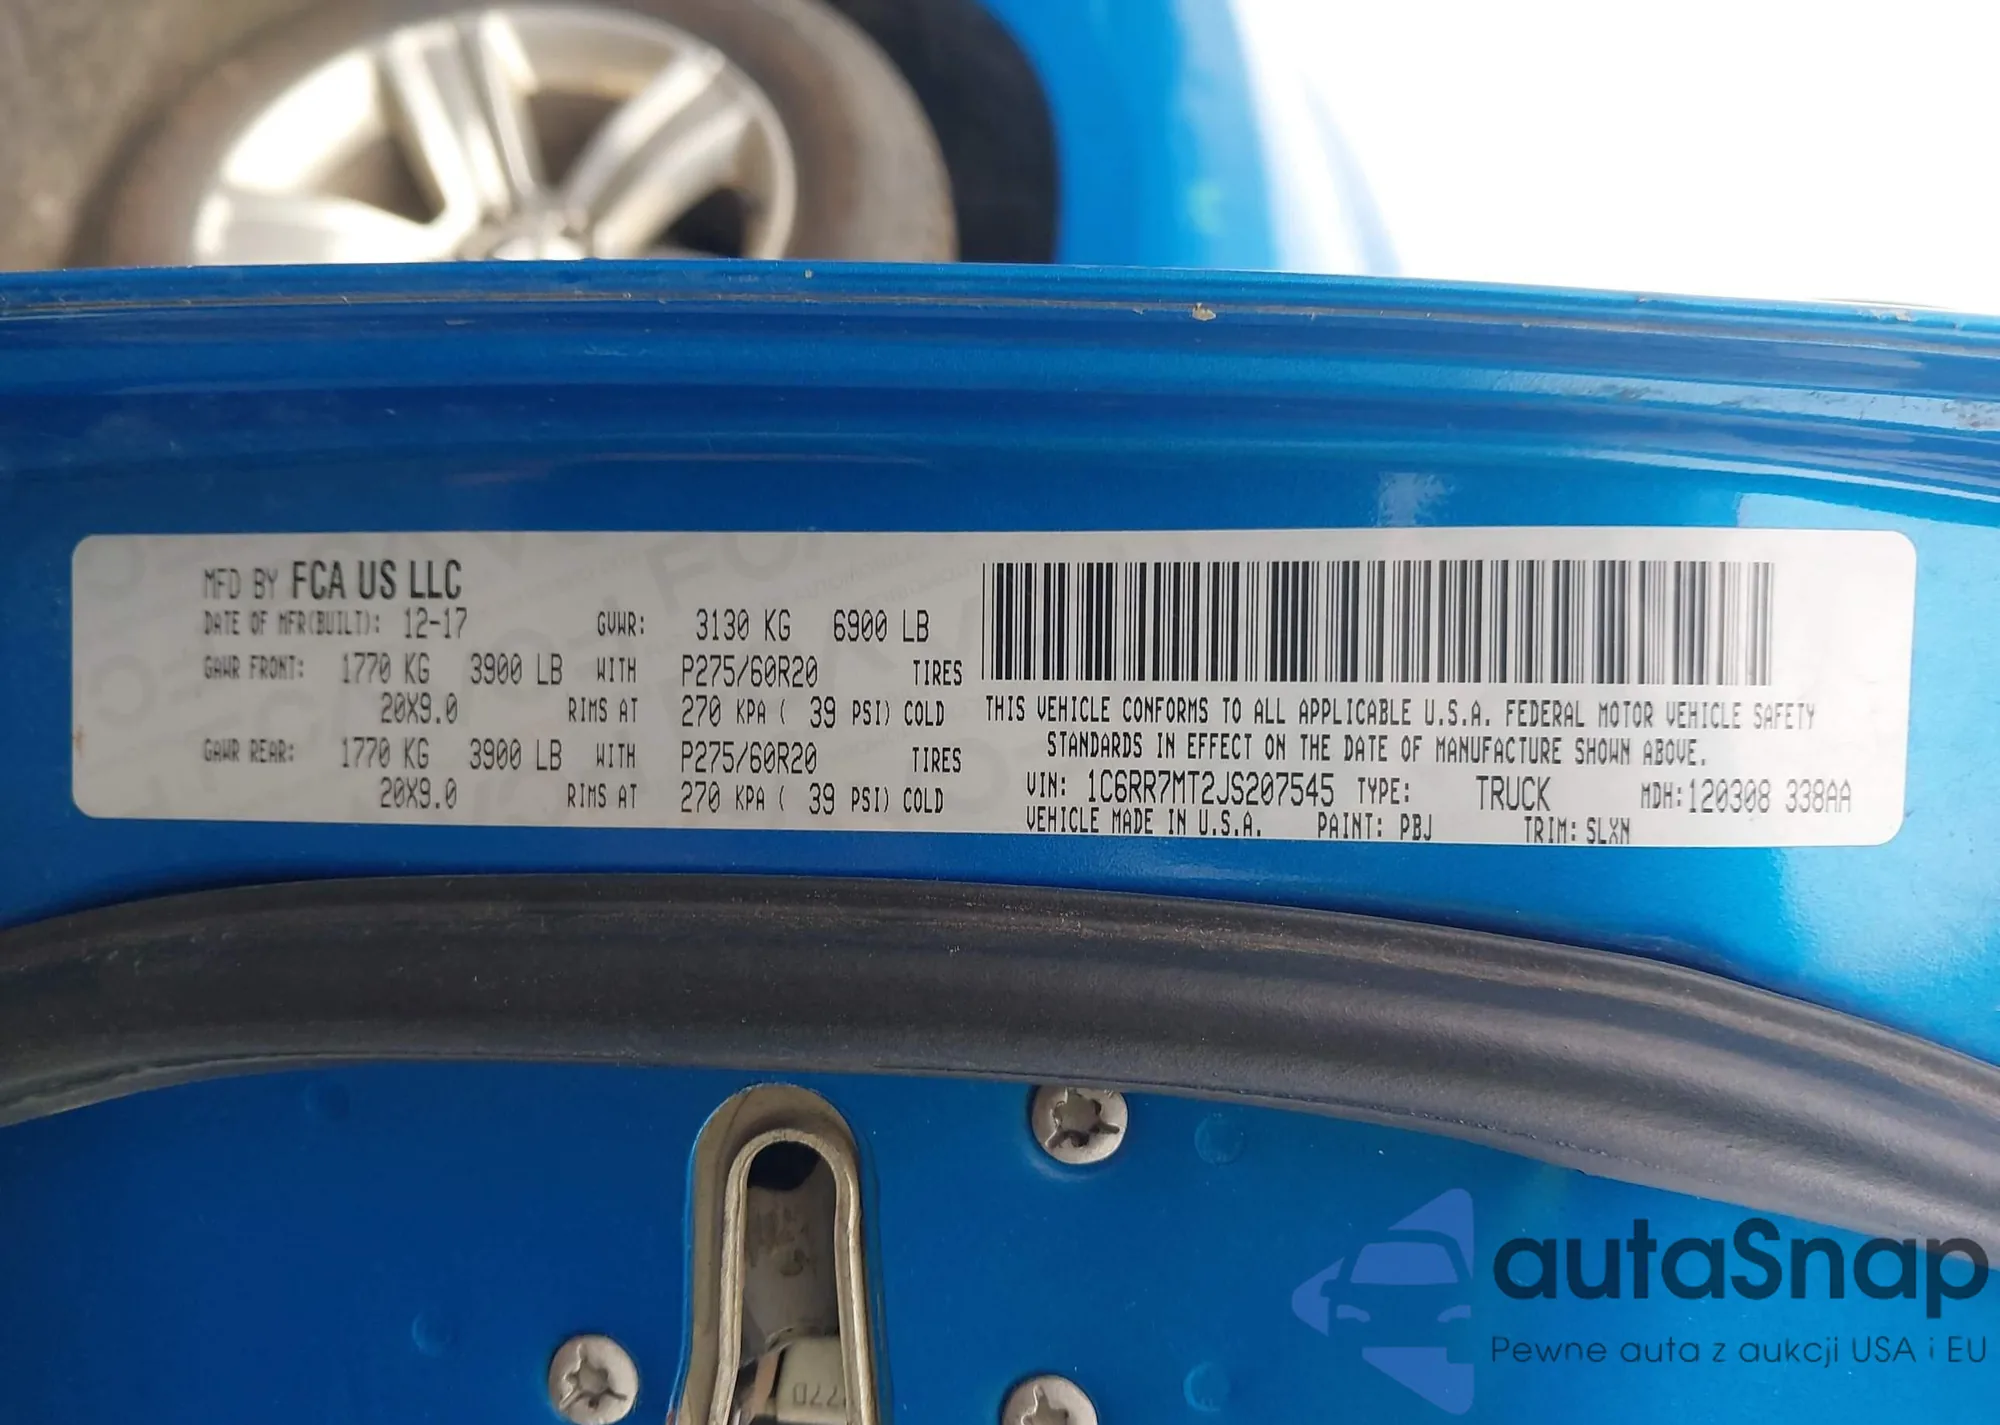 MFD BY FCA US LLC
DATE OF MFR(BUILT): 12-17 GVWR: 3130 KG 6900 LB
GAWR FRONT: 1770 KG 3900 LB WITH P275/60R20 TIRES
20X9.0 RIMS AT 270 KPA ( 39 PSI) COLD
GAWR REAR: 1770 KG 3900 LB WITH P275/60R20 TIRES
20X9.0 RIMS AT 270 KPA ( 39 PSI) COLD
THIS VEHICLE CONFORMS TO ALL APPLICABLE U.S.A. FEDERAL MOTOR VEHICLE SAFETY
STANDARDS IN EFFECT ON THE DATE OF MANUFACTURE SHOWN ABOVE.
VIN: 1C6RR7MT2JS207545 TYPE: TRUCK MDH:120308 338AA
VEHICLE MADE IN U.S.A. PAINT: PBJ TRIM: SLXN
autaSnap
Pewne auta z aukcji USA i EU